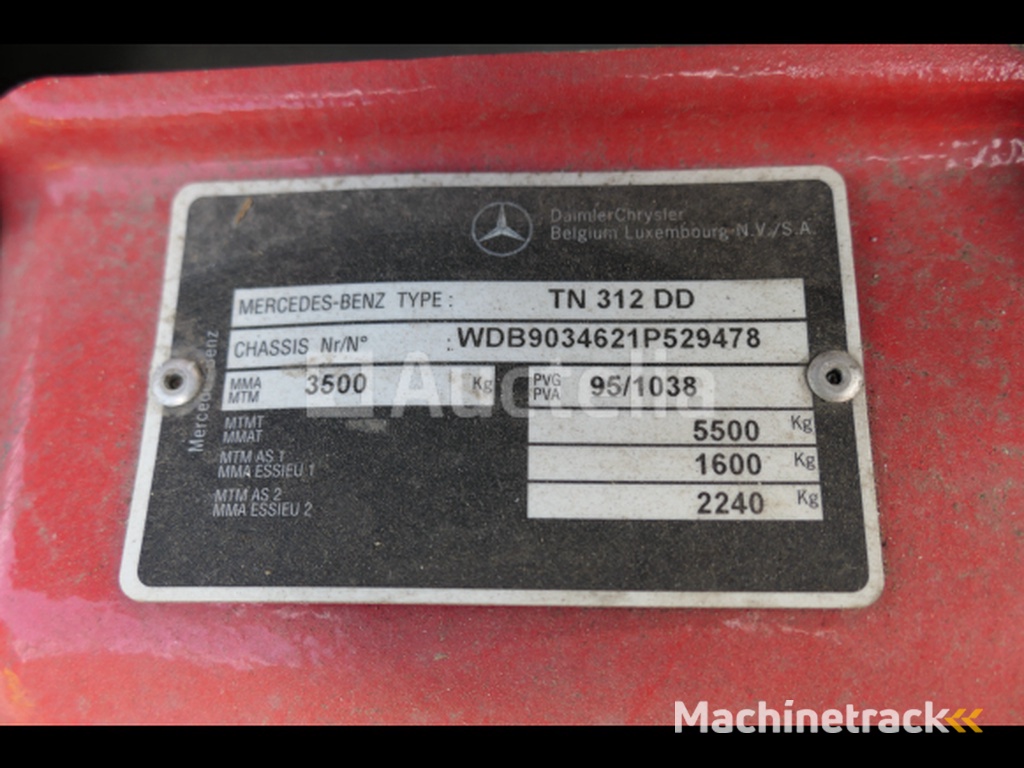 DaimlerChrysler
Belgium Luxembourg N.V./S.A.
MERCEDES-BENZ TYPE : TN 312 DD
CHASSIS Nr/N° : WDB9034621P529478
MMA
MTM
3500 Kg
PVG
PVA
95/1038
MTMT
MMAT
5500 Kg
MTM AS 1
MMA ESSIEU 1
1600 Kg
MTM AS 2
MMA ESSIEU 2
2240 Kg
Mercedes-Benz
Auctelia
Machinetrack